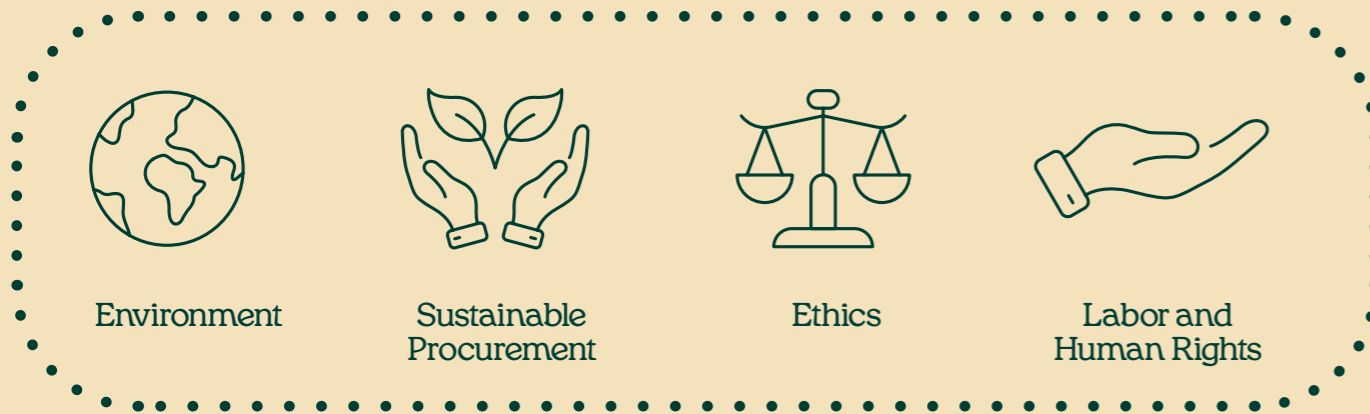 Environment
Sustainable
Procurement
Ethics
Labor and
Human Rights